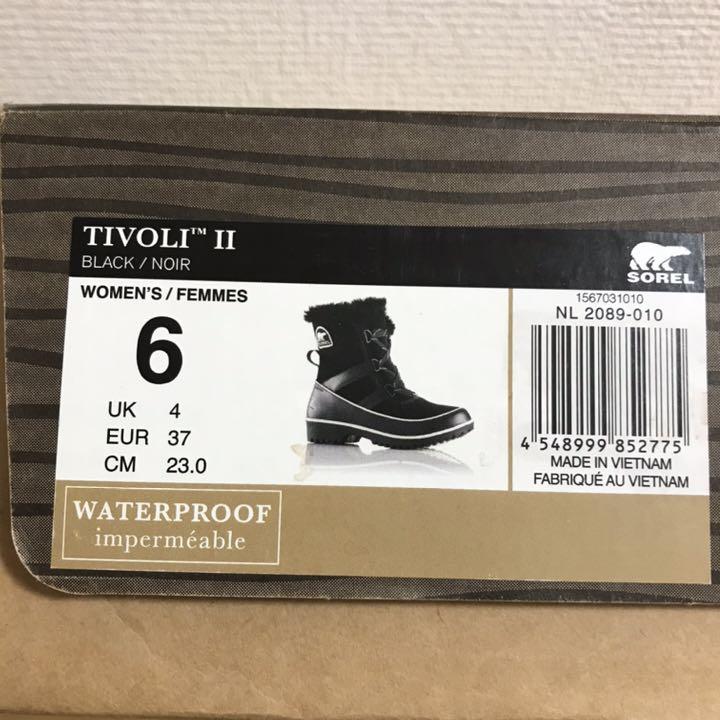 TIVOLI™ II
BLACK / NOIR
SOREL
WOMEN'S / FEMMES
6
UK 4
EUR 37
CM 23.0
SOREL
1567031010
NL 2089-010
4 548999 852775
MADE IN VIETNAM
FABRIQUÉ AU VIETNAM
WATERPROOF
imperméable